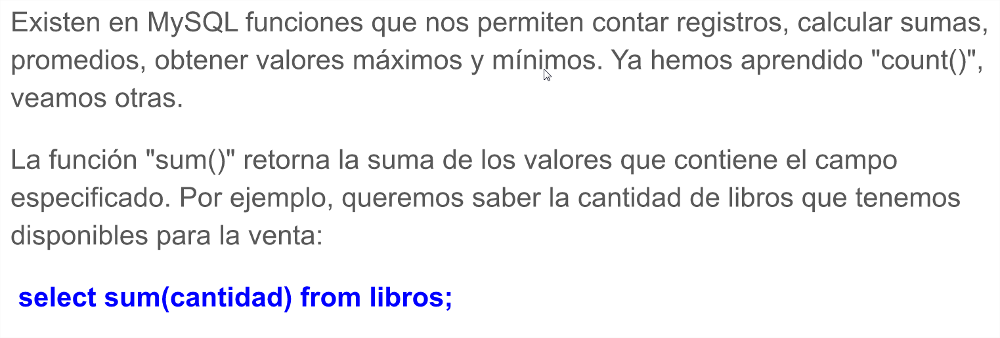 Existen en MySQL funciones que nos permiten contar registros, calcular sumas,
promedios, obtener valores máximos y mínimos. Ya hemos aprendido "count()",
veamos otras.
La función "sum()" retorna la suma de los valores que contiene el campo
especificado. Por ejemplo, queremos saber la cantidad de libros que tenemos
disponibles para la venta:
select sum(cantidad) from libros;